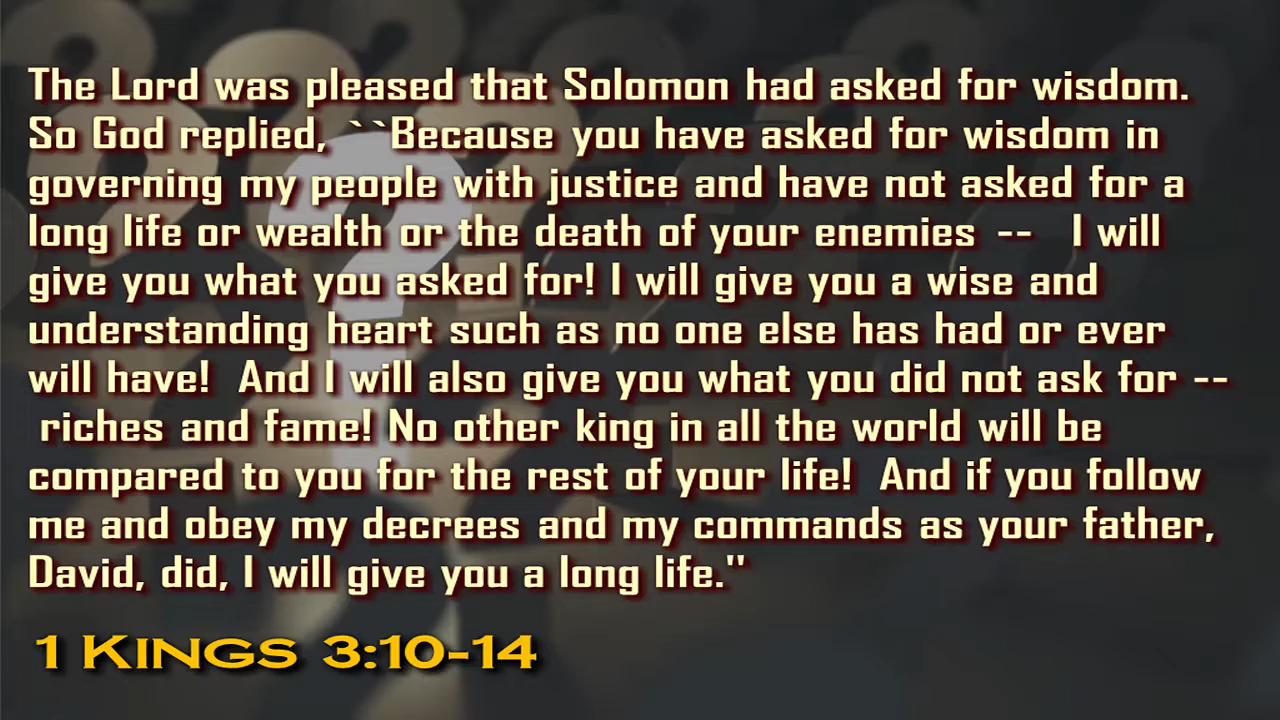 The Lord was pleased that Solomon had asked for wisdom.
So God replied, ``Because you have asked for wisdom in
governing my people with justice and have not asked for a
long life or wealth or the death of your enemies -- I will
give you what you asked for! I will give you a wise and
understanding heart such as no one else has had or ever
will have! And I will also give you what you did not ask for --
riches and fame! No other king in all the world will be
compared to you for the rest of your life! And if you follow
me and obey my decrees and my commands as your father,
David, did, I will give you a long life."
1 KINGS 3:10-14